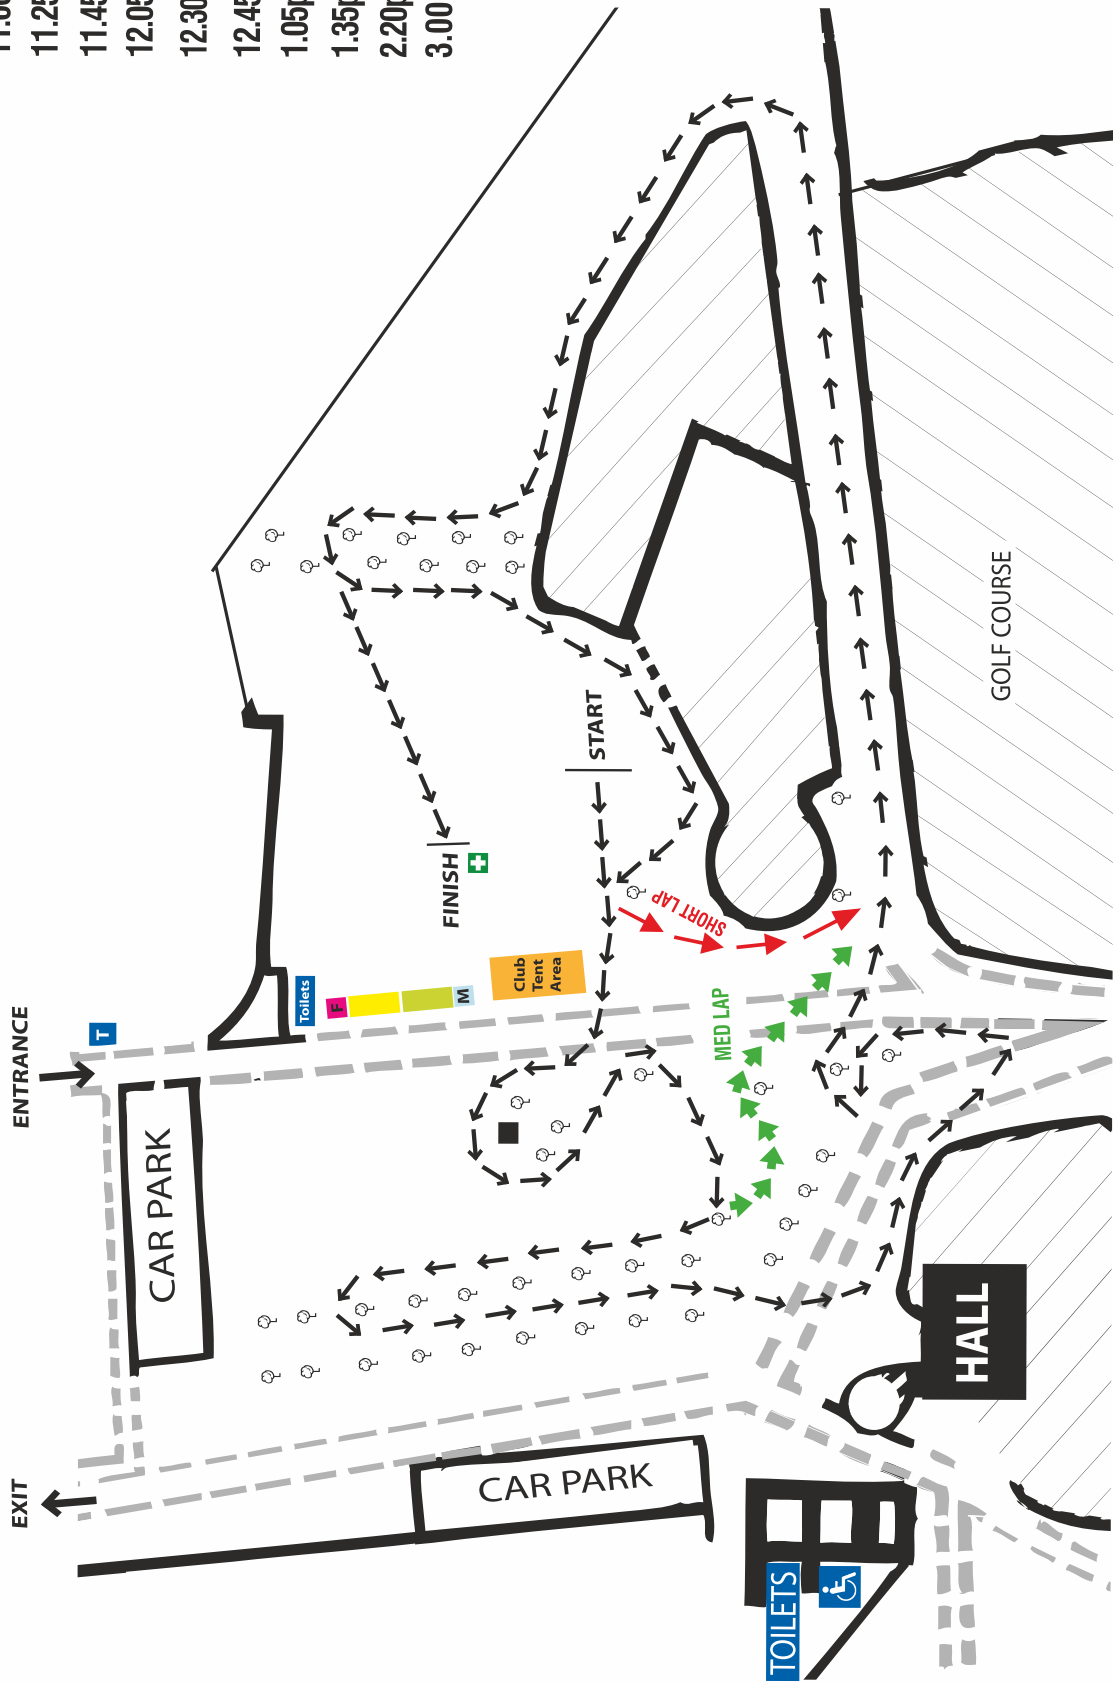 11.25
11.45
12.05
12.30
12.45
1.05p
1.35p
2.20p
3.00
ENTRANCE
T
Toilets
F
M
Club
Tent
Area
CAR PARK
FINISH
START
SHORT LAP
MED LAP
GOLF COURSE
EXIT
CAR PARK
HALL
TOILETS